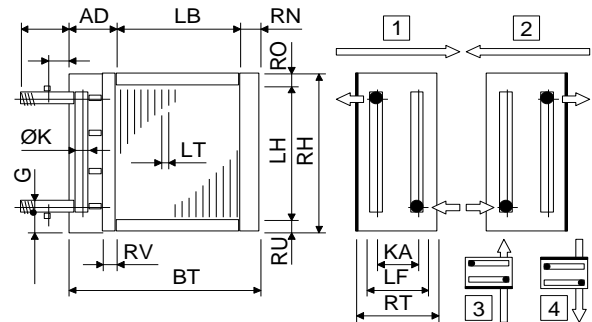 AD LB RN 1 2
RO
ØK LT LH RH
G
RV RU KA
BT LF
RT 3 4